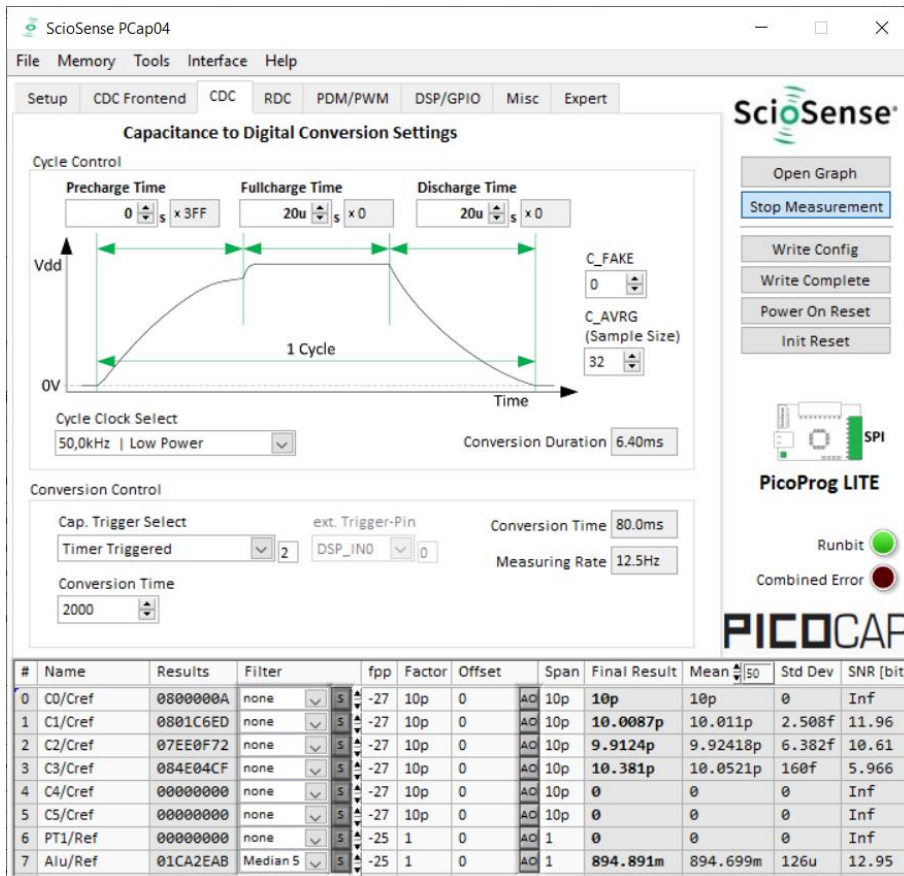 ScioSense PCap04
File Memory Tools Interface Help
Setup CDC Frontend CDC RDC PDM/PWM DSP/GPIO Misc Expert
ScioSense
Capacitance to Digital Conversion Settings
Cycle Control
Precharge Time Fullcharge Time Discharge Time
0 s x 3FF 20u s x 0 20u s x 0
Vdd
1 Cycle
0V
Time
C_FAKE
0
C_AVRG
(Sample Size)
32
Cycle Clock Select
50,0kHz | Low Power
Conversion Duration 6.40ms
Conversion Control
Cap. Trigger Select ext. Trigger-Pin
Timer Triggered 2 DSP_IN0 0
Conversion Time 80.0ms
Measuring Rate 12.5Hz
Conversion Time
2000
Open Graph
Stop Measurement
Write Config
Write Complete
Power On Reset
Init Reset
SPI
PicoProg LITE
Runbit
Combined Error
PICOCAP
# Name Results Filter fpp Factor Offset Span Final Result Mean 50 Std Dev SNR [bit
0 C0/Cref 0800000A none S -27 10p 0 AO 10p 10p 10p 0 Inf
1 C1/Cref 0801C6ED none S -27 10p 0 AO 10p 10.0087p 10.011p 2.508f 11.96
2 C2/Cref 07EE0F72 none S -27 10p 0 AO 10p 9.9124p 9.92418p 6.382f 10.61
3 C3/Cref 084E04CF none S -27 10p 0 AO 10p 10.381p 10.0521p 160f 5.966
4 C4/Cref 00000000 none S -27 10p 0 AO 10p 0 0 0 Inf
5 C5/Cref 00000000 none S -27 10p 0 AO 10p 0 0 0 Inf
6 PT1/Ref 00000000 none S -25 1 0 AO 1 0 0 0 Inf
7 Alu/Ref 01CA2EAB Median 5 S -25 1 0 AO 1 894.891m 894.699m 126u 12.95